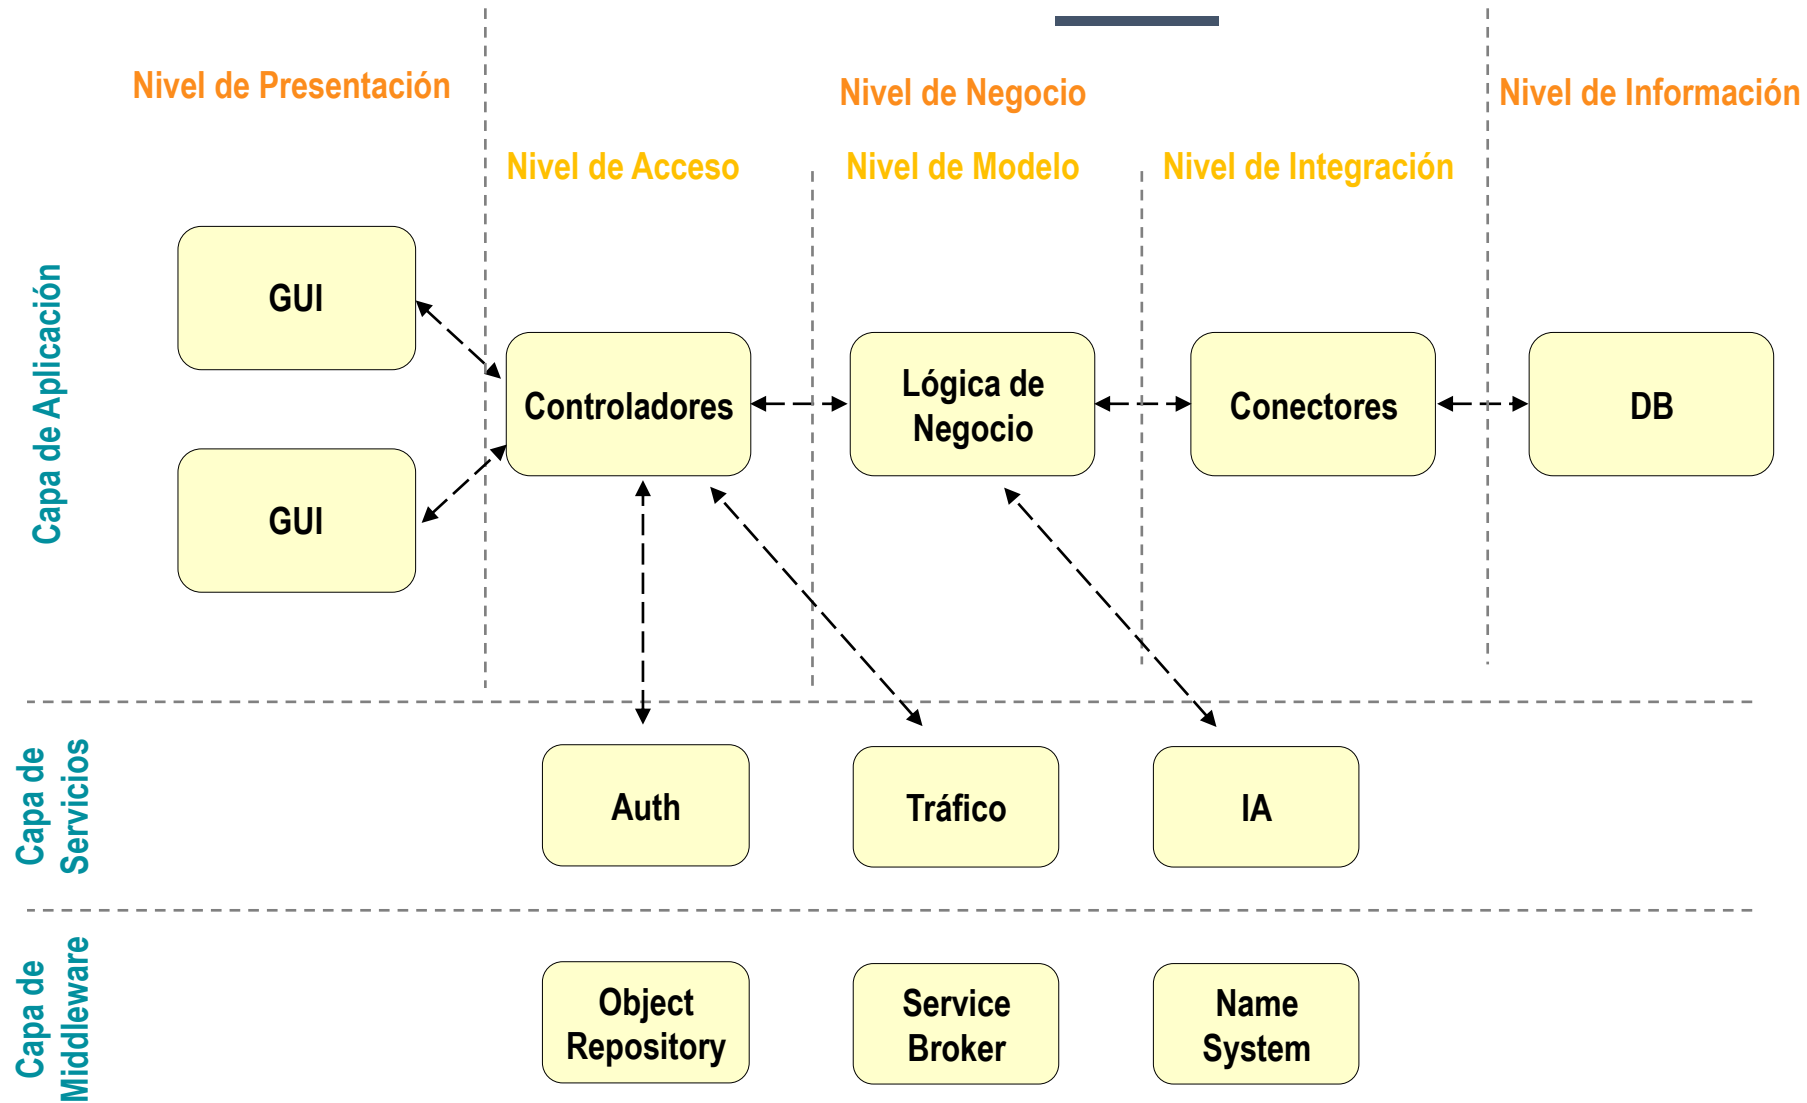 Nivel de Presentación
Nivel de Negocio
Nivel de Información
Nivel de Acceso
Nivel de Modelo
Nivel de Integración
Capa de Aplicación
GUI
GUI
Controladores
Lógica de
Negocio
Conectores
DB
Capa de
Servicios
Auth
Tráfico
IA
Capa de
Middleware
Object
Repository
Service
Broker
Name
System